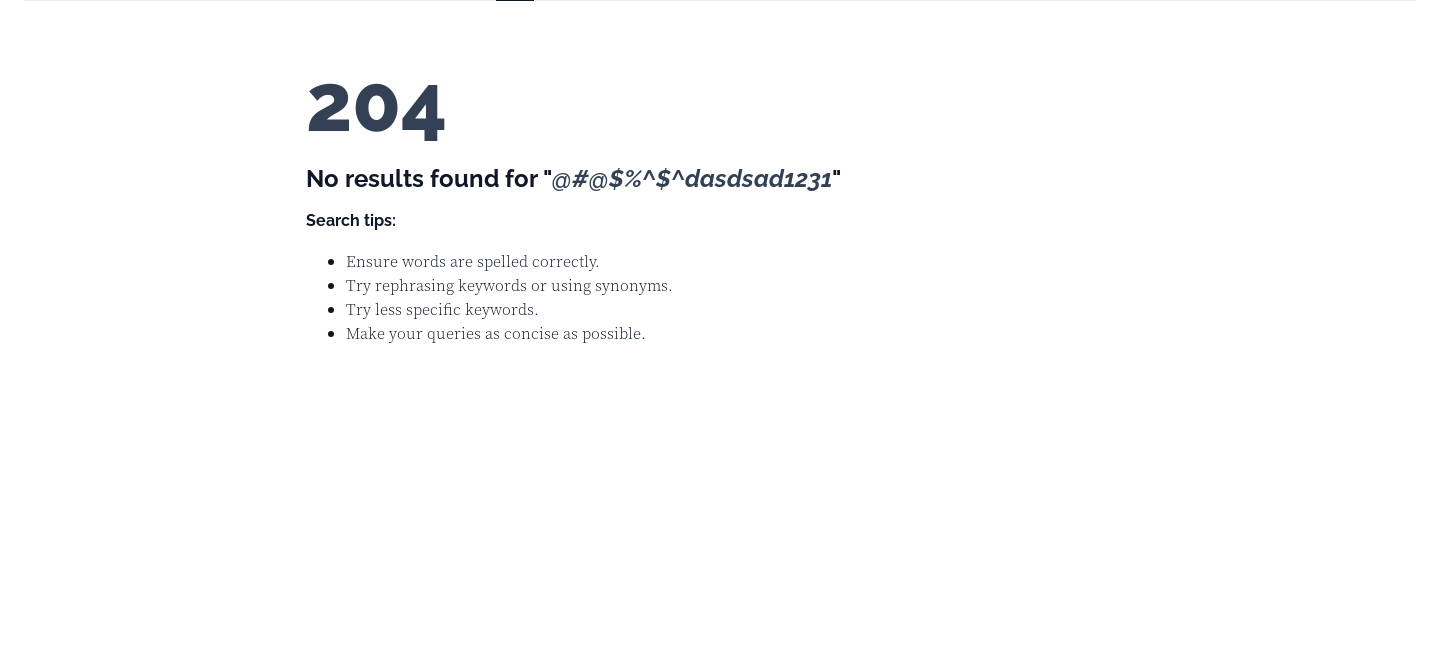 204
No results found for "@#@$%^$^dasdsad1231"
Search tips:
Ensure words are spelled correctly.
Try rephrasing keywords or using synonyms.
Try less specific keywords.
Make your queries as concise as possible.